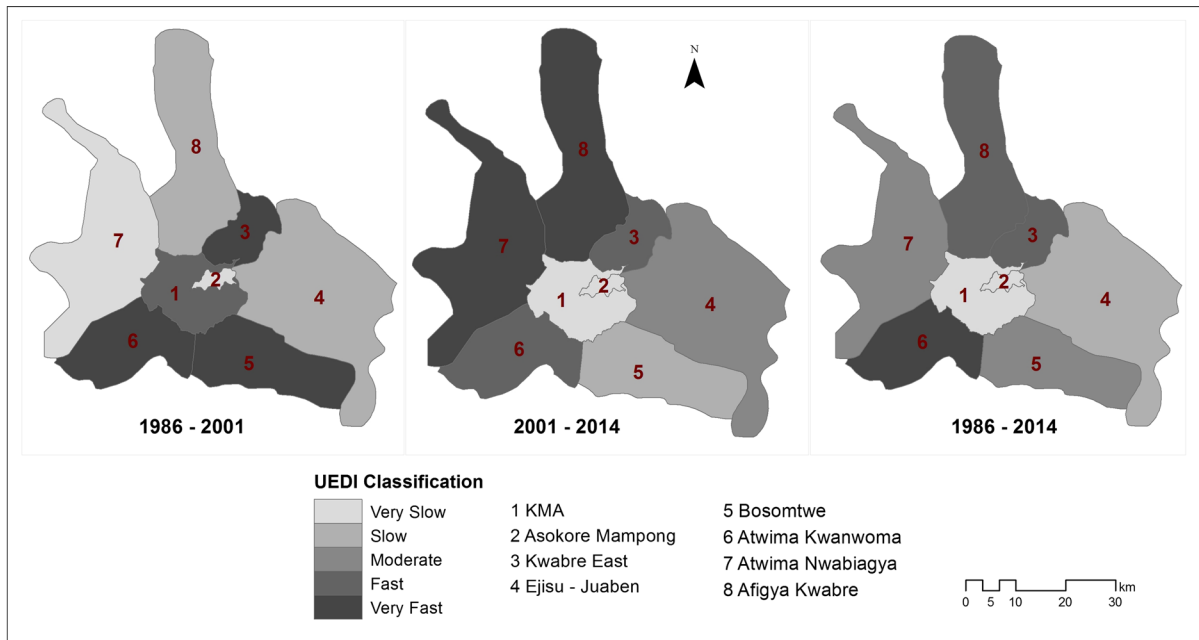 N
8
3
7
2
1
4
6
5
1986 - 2001
8
3
7
2
1
4
6
5
2001 - 2014
8
3
7
2
1
4
6
5
1986 - 2014
UEDI Classification
Very Slow
Slow
Moderate
Fast
Very Fast
1 KMA
2 Asokore Mampong
3 Kwabre East
4 Ejisu - Juaben
5 Bosomtwe
6 Atwima Kwanwoma
7 Atwima Nwabiagya
8 Afigya Kwabre
km
0 5 10 20 30